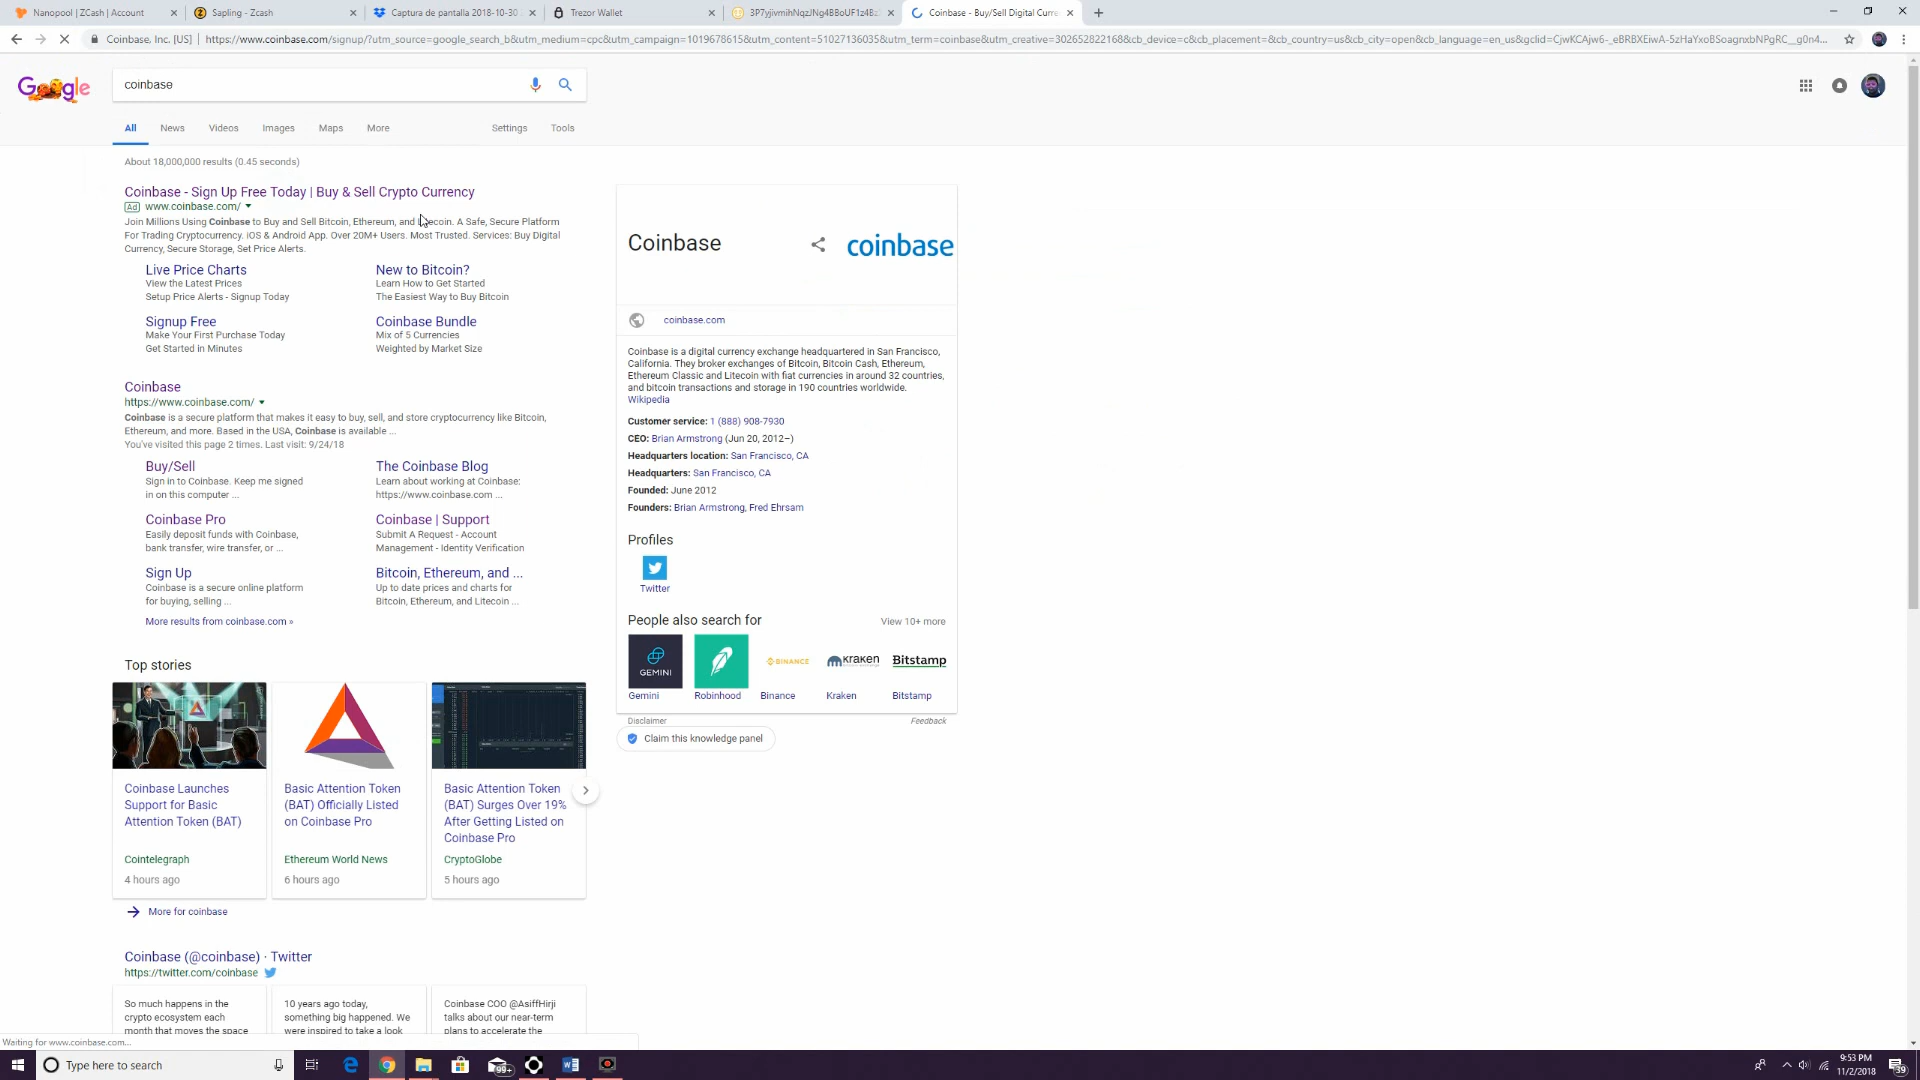 Nanopool | ZCash | Account
Sapling - Zcash
Captura de pantalla 2018-10-30
Trezor Wallet
Coinbase - Buy/Sell Digital Curre
Coinbase, Inc. [US]
Google
coinbase
All News Videos Images Maps More Settings Tools
About 18,000,000 results (0.45 seconds)
Coinbase - Sign Up Free Today | Buy & Sell Crypto Currency
Ad www.coinbase.com/
Join Millions Using Coinbase to Buy and Sell Bitcoin, Ethereum, and Litecoin. A Safe, Secure Platform
For Trading Cryptocurrency. iOS & Android App. Over 20M+ Users. Most Trusted. Services: Buy Digital
Currency, Secure Storage, Set Price Alerts.
Live Price Charts
View the Latest Prices
Setup Price Alerts - Signup Today
New to Bitcoin?
Learn How to Get Started
The Easiest Way to Buy Bitcoin
Signup Free
Make Your First Purchase Today
Get Started in Minutes
Coinbase Bundle
Mix of 5 Currencies
Weighted by Market Size
Coinbase
https://www.coinbase.com/
Coinbase is a secure platform that makes it easy to buy, sell, and store cryptocurrency like Bitcoin,
Ethereum, and more. Based in the USA, Coinbase is available ...
You've visited this page 2 times. Last visit: 9/24/18
Buy/Sell
Sign in to Coinbase. Keep me signed
in on this computer ...
The Coinbase Blog
Learn about working at Coinbase:
https://www.coinbase.com ...
Coinbase Pro
Easily deposit funds with Coinbase,
bank transfer, wire transfer, or ...
Coinbase | Support
Submit A Request - Account
Management - Identity Verification
Sign Up
Coinbase is a secure online platform
for buying, selling ...
Bitcoin, Ethereum, and ...
Up to date prices and charts for
Bitcoin, Ethereum, and Litecoin ...
More results from coinbase.com »
Top stories
Coinbase Launches
Support for Basic
Attention Token (BAT)
Cointelegraph
4 hours ago
Basic Attention Token
(BAT) Officially Listed
on Coinbase Pro
Ethereum World News
6 hours ago
Basic Attention Token
(BAT) Surges Over 19%
After Getting Listed on
Coinbase Pro
CryptoGlobe
5 hours ago
More for coinbase
Coinbase (@coinbase) · Twitter
https://twitter.com/coinbase
So much happens in the
crypto ecosystem each
month that moves the space
10 years ago today,
something big happened. We
were inspired to take a look
Coinbase COO @AsiffHirji
talks about our near-term
plans to accelerate the
Coinbase
coinbase
coinbase.com
Coinbase is a digital currency exchange headquartered in San Francisco,
California. They broker exchanges of Bitcoin, Bitcoin Cash, Ethereum,
Ethereum Classic and Litecoin with fiat currencies in around 32 countries,
and bitcoin transactions and storage in 190 countries worldwide.
Wikipedia
Customer service: 1 (888) 908-7930
CEO: Brian Armstrong (Jun 20, 2012–)
Headquarters location: San Francisco, CA
Headquarters: San Francisco, CA
Founded: June 2012
Founders: Brian Armstrong, Fred Ehrsam
Profiles
Twitter
People also search for
View 10+ more
GEMINI
BINANCE
KRAKEN
Bitstamp
Gemini
Robinhood
Binance
Kraken
Bitstamp
Disclaimer
Feedback
Claim this knowledge panel
Waiting for www.coinbase.com...
Type here to search
99+
9:53 PM
11/2/2018
39